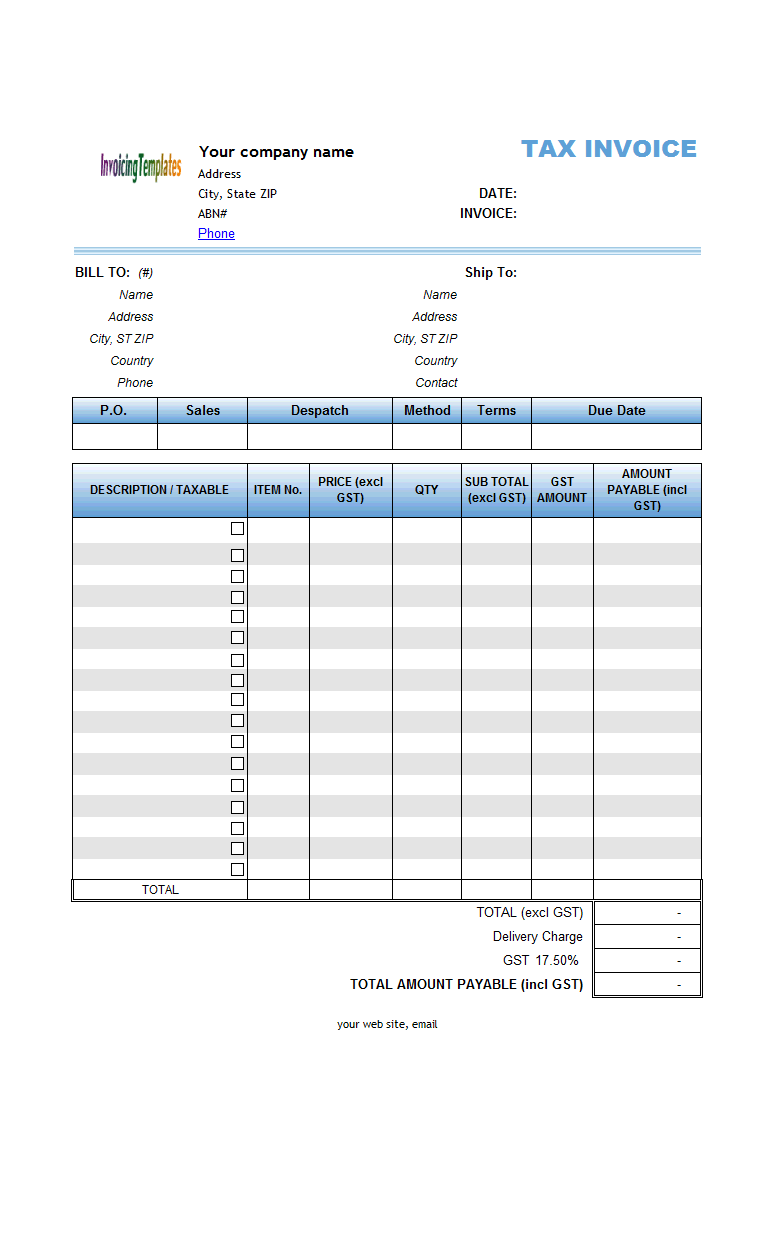 InvoicingTemplates
Your company name
TAX INVOICE
Address
City, State ZIP
DATE:
ABN#
INVOICE:
Phone
BILL TO: (#)
Ship To:
Name
Name
Address
Address
City, ST ZIP
City, ST ZIP
Country
Country
Phone
Contact
P.O. Sales Despatch Method Terms Due Date
DESCRIPTION / TAXABLE
ITEM No.
PRICE (excl
GST)
QTY
SUB TOTAL
(excl GST)
GST
AMOUNT
AMOUNT
PAYABLE (incl
GST)
TOTAL
TOTAL (excl GST) -
Delivery Charge -
GST 17.50% -
TOTAL AMOUNT PAYABLE (incl GST) -
your web site, email